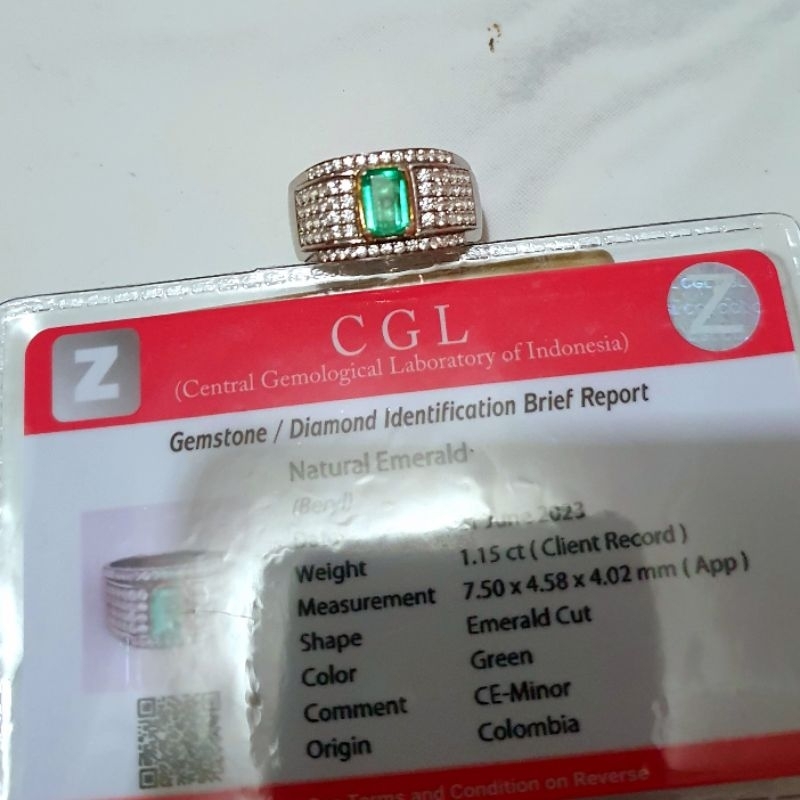 Z
CGL
(Central Gemological Laboratory of Indonesia)
Z
Gemstone / Diamond Identification Brief Report
Natural Emerald
(Beryl)
June 2023
Weight 1.15 ct ( Client Record )
Measurement 7.50 x 4.58 x 4.02 mm ( App )
Shape Emerald Cut
Color Green
Comment CE-Minor
Origin Colombia
Terms and Condition on Reverse